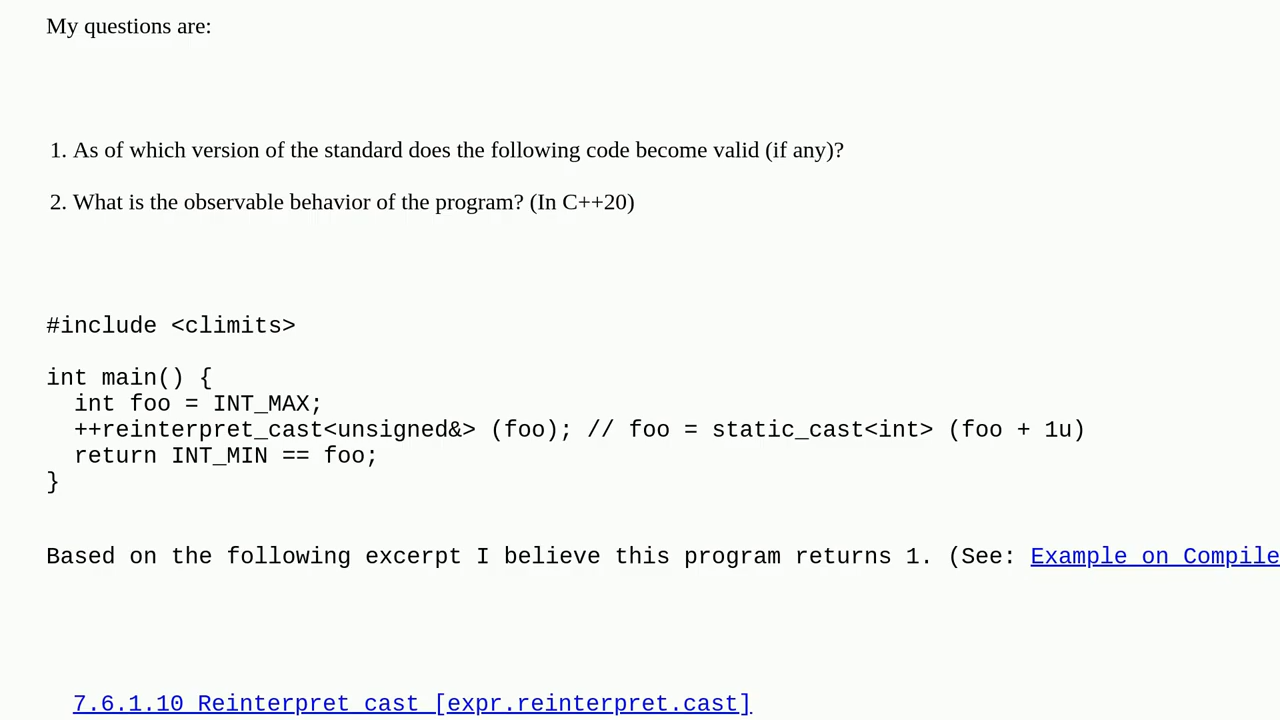 My questions are:
1. As of which version of the standard does the following code become valid (if any)?
2. What is the observable behavior of the program? (In C++20)
#include <climits>
int main() {
  int foo = INT_MAX;
  ++reinterpret_cast<unsigned&> (foo); // foo = static_cast<int> (foo + 1u)
  return INT_MIN == foo;
}
Based on the following excerpt I believe this program returns 1. (See: Example on Compile
7.6.1.10 Reinterpret cast [expr.reinterpret.cast]